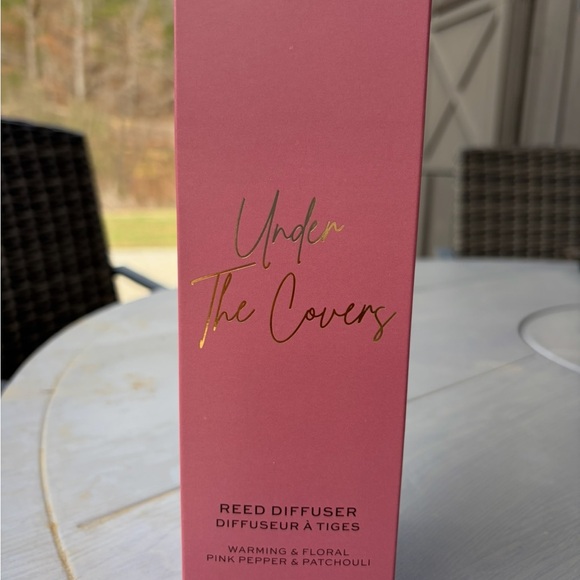 Under
The Covers
REED DIFFUSER
DIFFUSEUR À TIGES
WARMING & FLORAL
PINK PEPPER & PATCHOULI